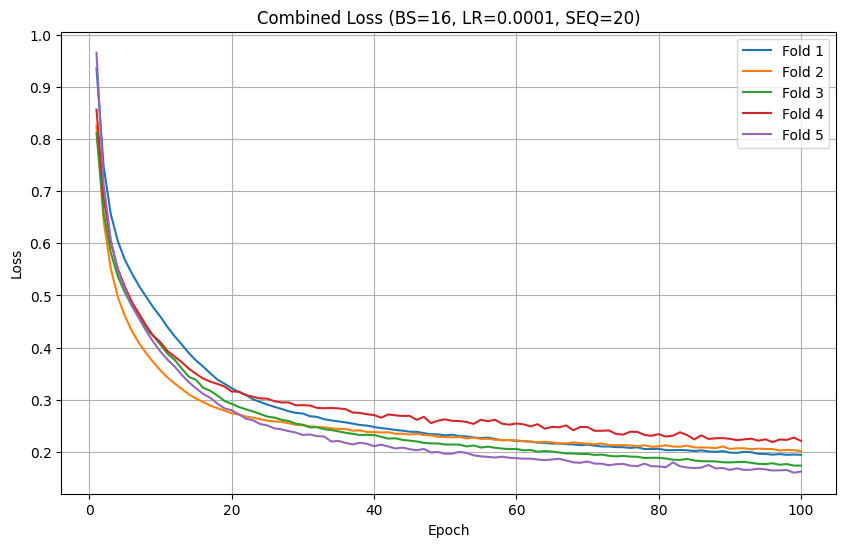 Combined Loss (BS=16, LR=0.0001, SEQ=20)
1.0
0.9
0.8
0.7
0.6
0.5
0.4
0.3
0.2
Loss
Fold 1
Fold 2
Fold 3
Fold 4
Fold 5
0 20 40 60 80 100
Epoch